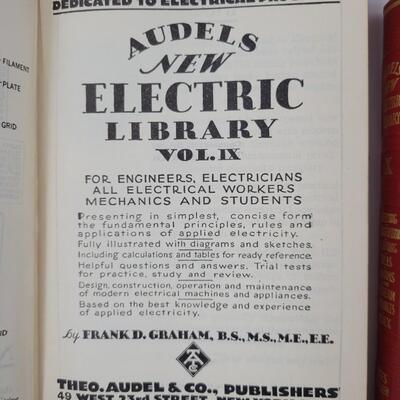 DEDICATED TO ELECTRICAL
AUDELS
NEW
ELECTRIC
LIBRARY
VOL. IX
FOR ENGINEERS, ELECTRICIANS
ALL ELECTRICAL WORKERS
MECHANICS AND STUDENTS
Presenting in simplest, concise form
the fundamental principles, rules and
applications of applied electricity.
Fully illustrated with diagrams and sketches.
Including calculations and tables for ready reference.
Helpful questions and answers. Trial tests
for practice, study and review.
Design, construction, operation and maintenance
of modern electrical machines and appliances.
Based on the best knowledge and experience
of applied electricity.
by FRANK D. GRAHAM, B.S., M.S., M.E., E.E.
THEO. AUDEL & CO., PUBLISHERS
49 WEST 23rd STREET,
FILAMENT
PLATE
GRID
NEW
X